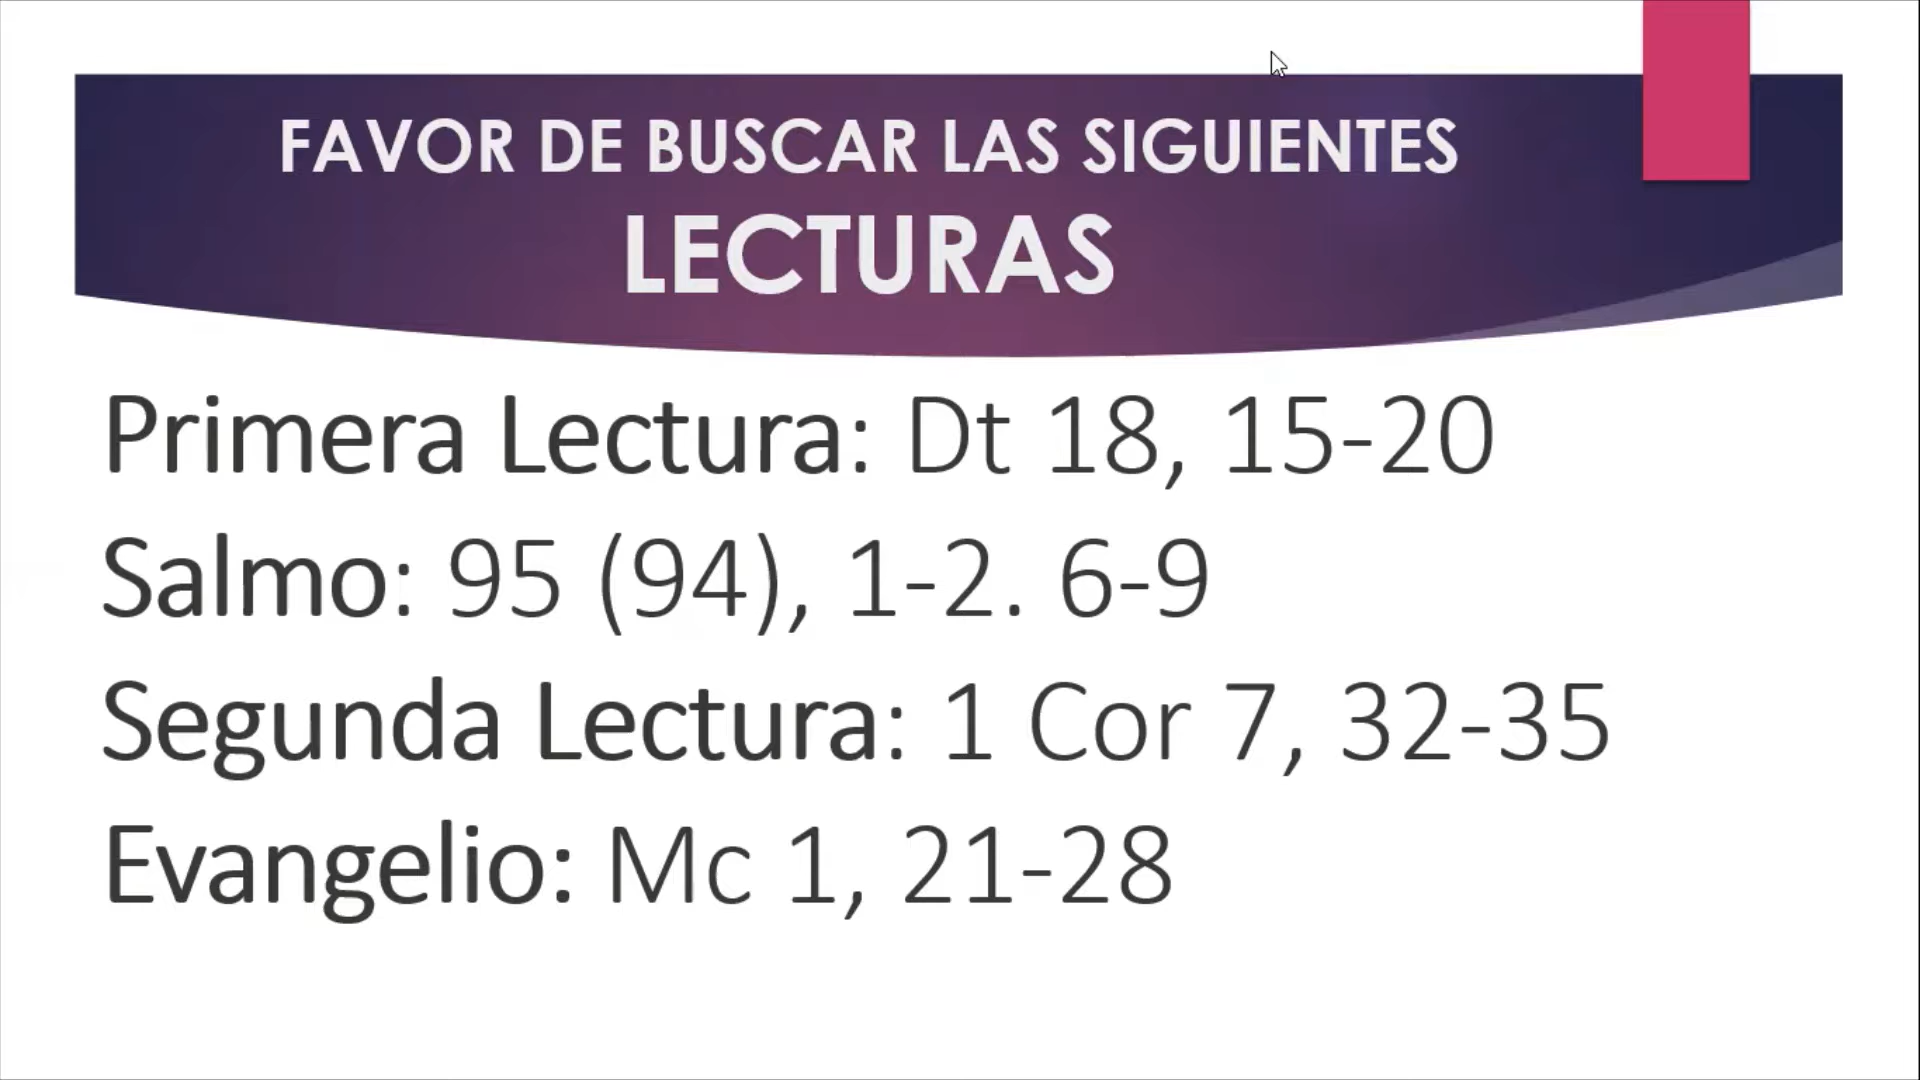 FAVOR DE BUSCAR LAS SIGUIENTES
LECTURAS
Primera Lectura: Dt 18, 15-20
Salmo: 95 (94), 1-2. 6-9
Segunda Lectura: 1 Cor 7, 32-35
Evangelio: Mc 1, 21-28